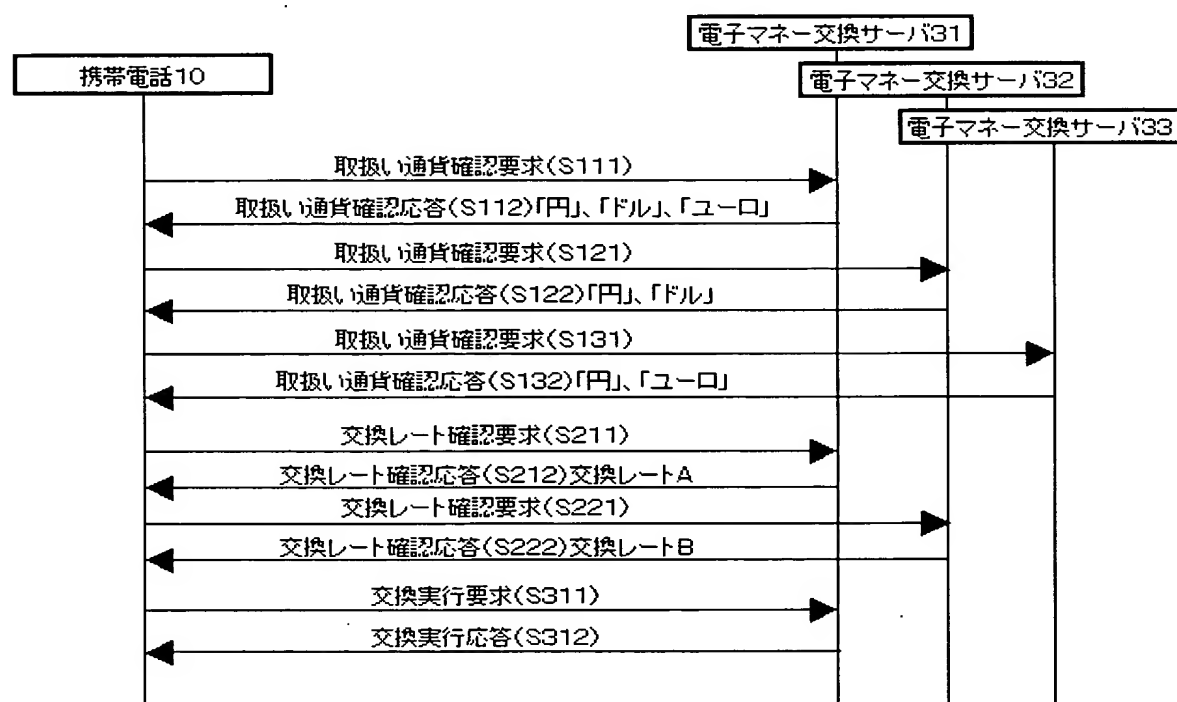 電子マネー交換サーバ31
携帯電話10
電子マネー交換サーバ32
電子マネー交換サーバ33
取扱い通貨確認要求(S111)
取扱い通貨確認応答(S112)「円」、「ドル」、「ユーロ」
取扱い通貨確認要求(S121)
取扱い通貨確認応答(S122)「円」、「ドル」
取扱い通貨確認要求(S131)
取扱い通貨確認応答(S132)「円」、「ユーロ」
交換レート確認要求(S211)
交換レート確認応答(S212)交換レートA
交換レート確認要求(S221)
交換レート確認応答(S222)交換レートB
交換実行要求(S311)
交換実行応答(S312)